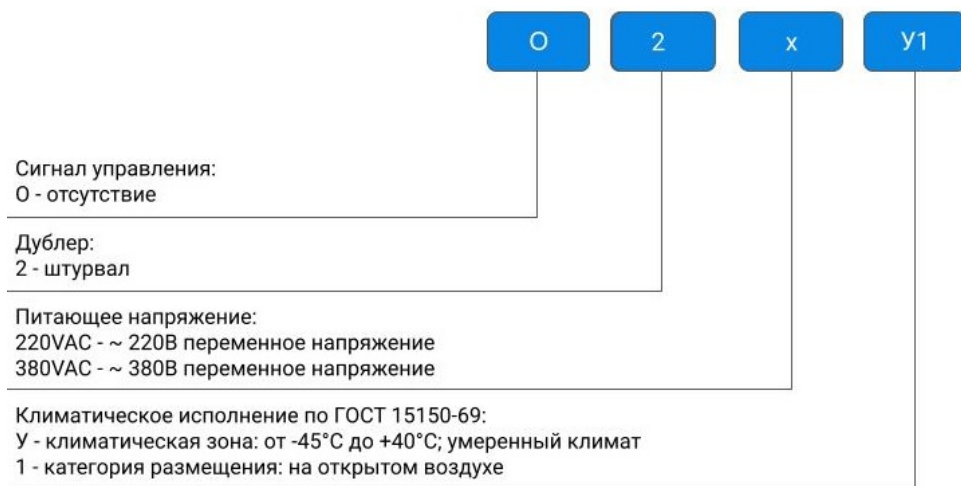 О 2 х У1
Сигнал управления:
О - отсутствие
Дублер:
2 - штурвал
Питающее напряжение:
220VAC - ~ 220В переменное напряжение
380VAC - ~ 380В переменное напряжение
Климатическое исполнение по ГОСТ 15150-69:
У - климатическая зона: от -45°С до +40°С; умеренный климат
1 - категория размещения: на открытом воздухе